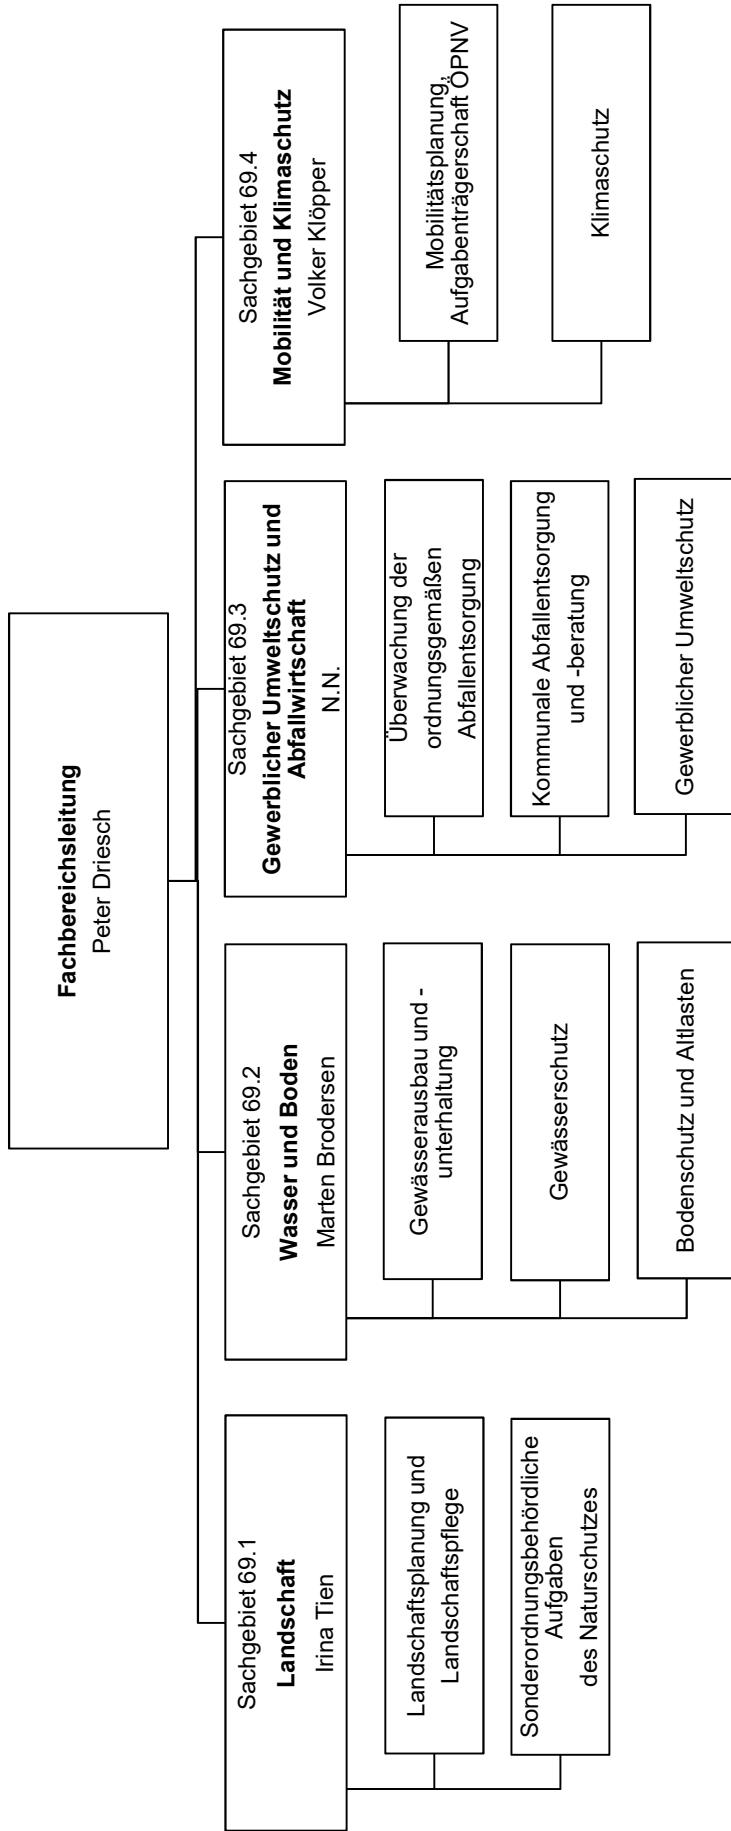 Fachbereichsleitung
Peter Driesch
Sachgebiet 69.1
Landschaft
Irina Tien
Landschaftsplanung und
Landschaftspflege
Sonderordnungsbehördliche
Aufgaben
des Naturschutzes
Sachgebiet 69.2
Wasser und Boden
Marten Brodersen
Gewässerausbau und -
unterhaltung
Gewässerschutz
Bodenschutz und Altlasten
Sachgebiet 69.3
Gewerblicher Umweltschutz und
Abfallwirtschaft
N.N.
Überwachung der
ordnungsgemäßen
Abfallentsorgung
Kommunale Abfallentsorgung
und -beratung
Gewerblicher Umweltschutz
Sachgebiet 69.4
Mobilität und Klimaschutz
Volker Klöpper
Mobilitätsplanung,
Aufgabenträgerschaft ÖPNV
Klimaschutz